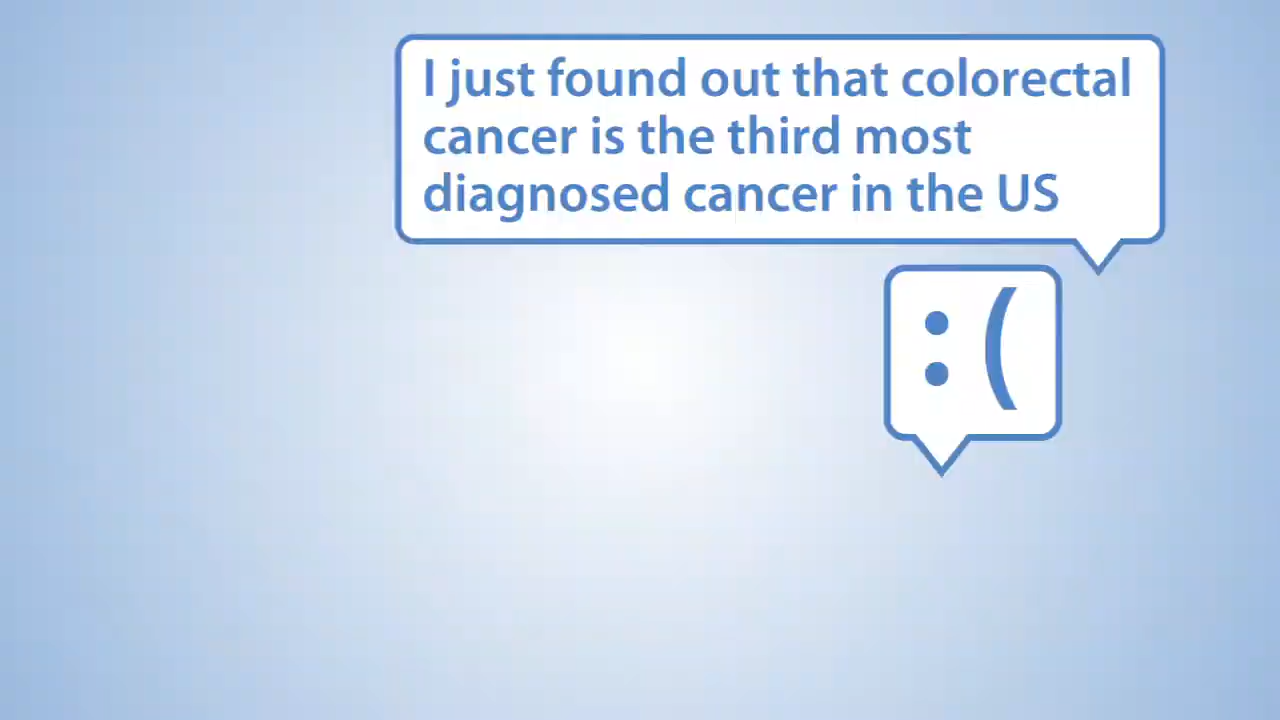 I just found out that colorectal
cancer is the third most
diagnosed cancer in the US
:(